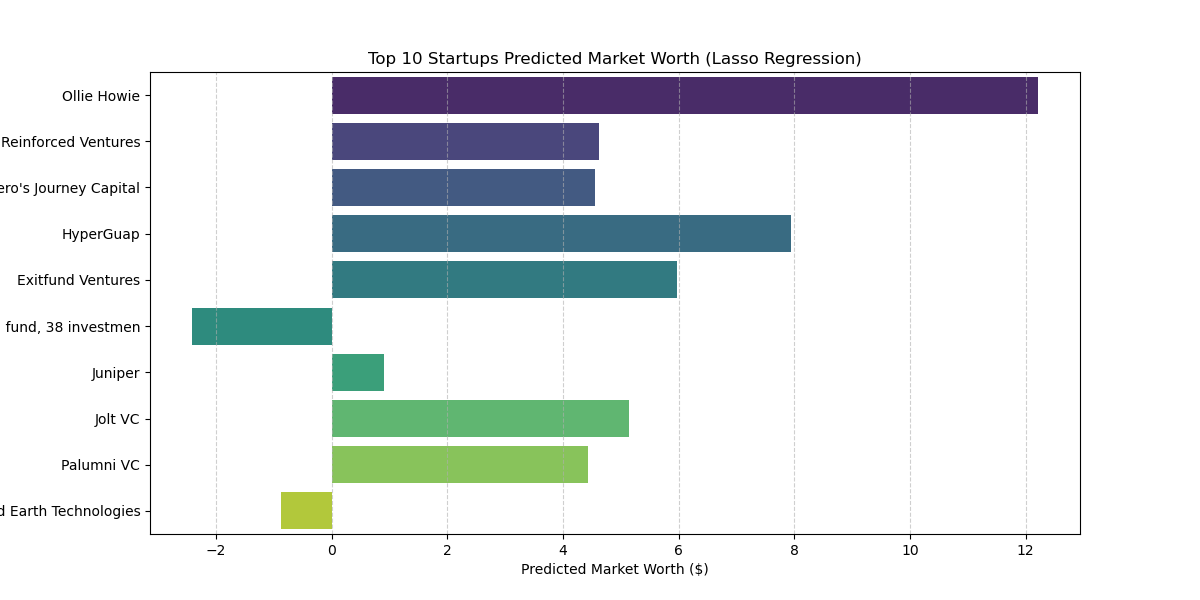 Top 10 Startups Predicted Market Worth (Lasso Regression)
Ollie Howie
Reinforced Ventures
ero's Journey Capital
HyperGuap
Exitfund Ventures
fund, 38 investmen
Juniper
Jolt VC
Palumni VC
d Earth Technologies
−2 0 2 4 6 8 10 12
Predicted Market Worth ($)